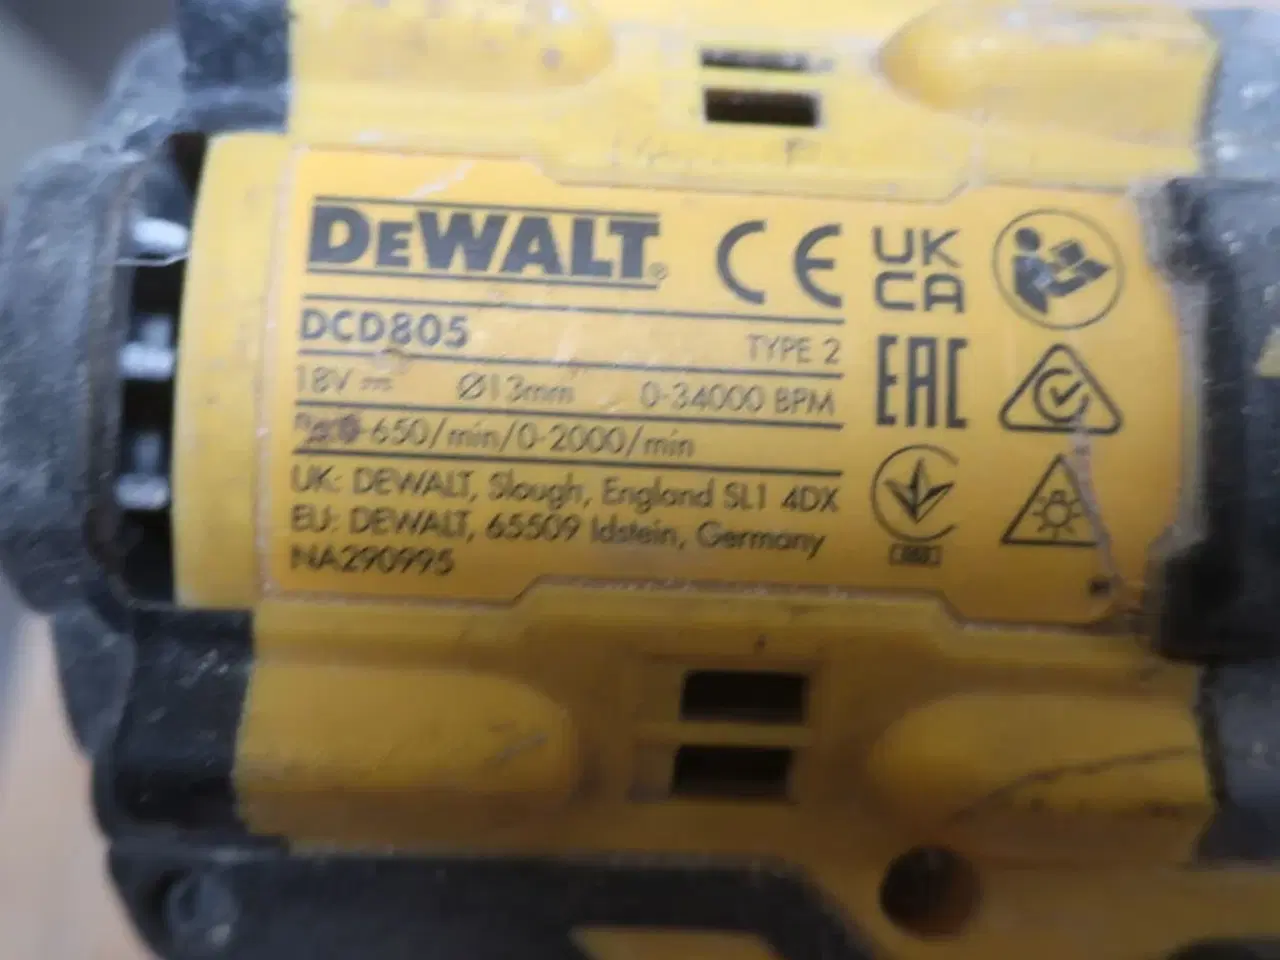 DEWALT®
DCD805 TYPE 2
18V ⎓ Ø13mm 0-34000 BPM
0-650/min/0-2000/min
UK: DEWALT, Slough, England SL1 4DX
EU: DEWALT, 65509 Idstein, Germany
NA290995
CE
UK
CA
EAC